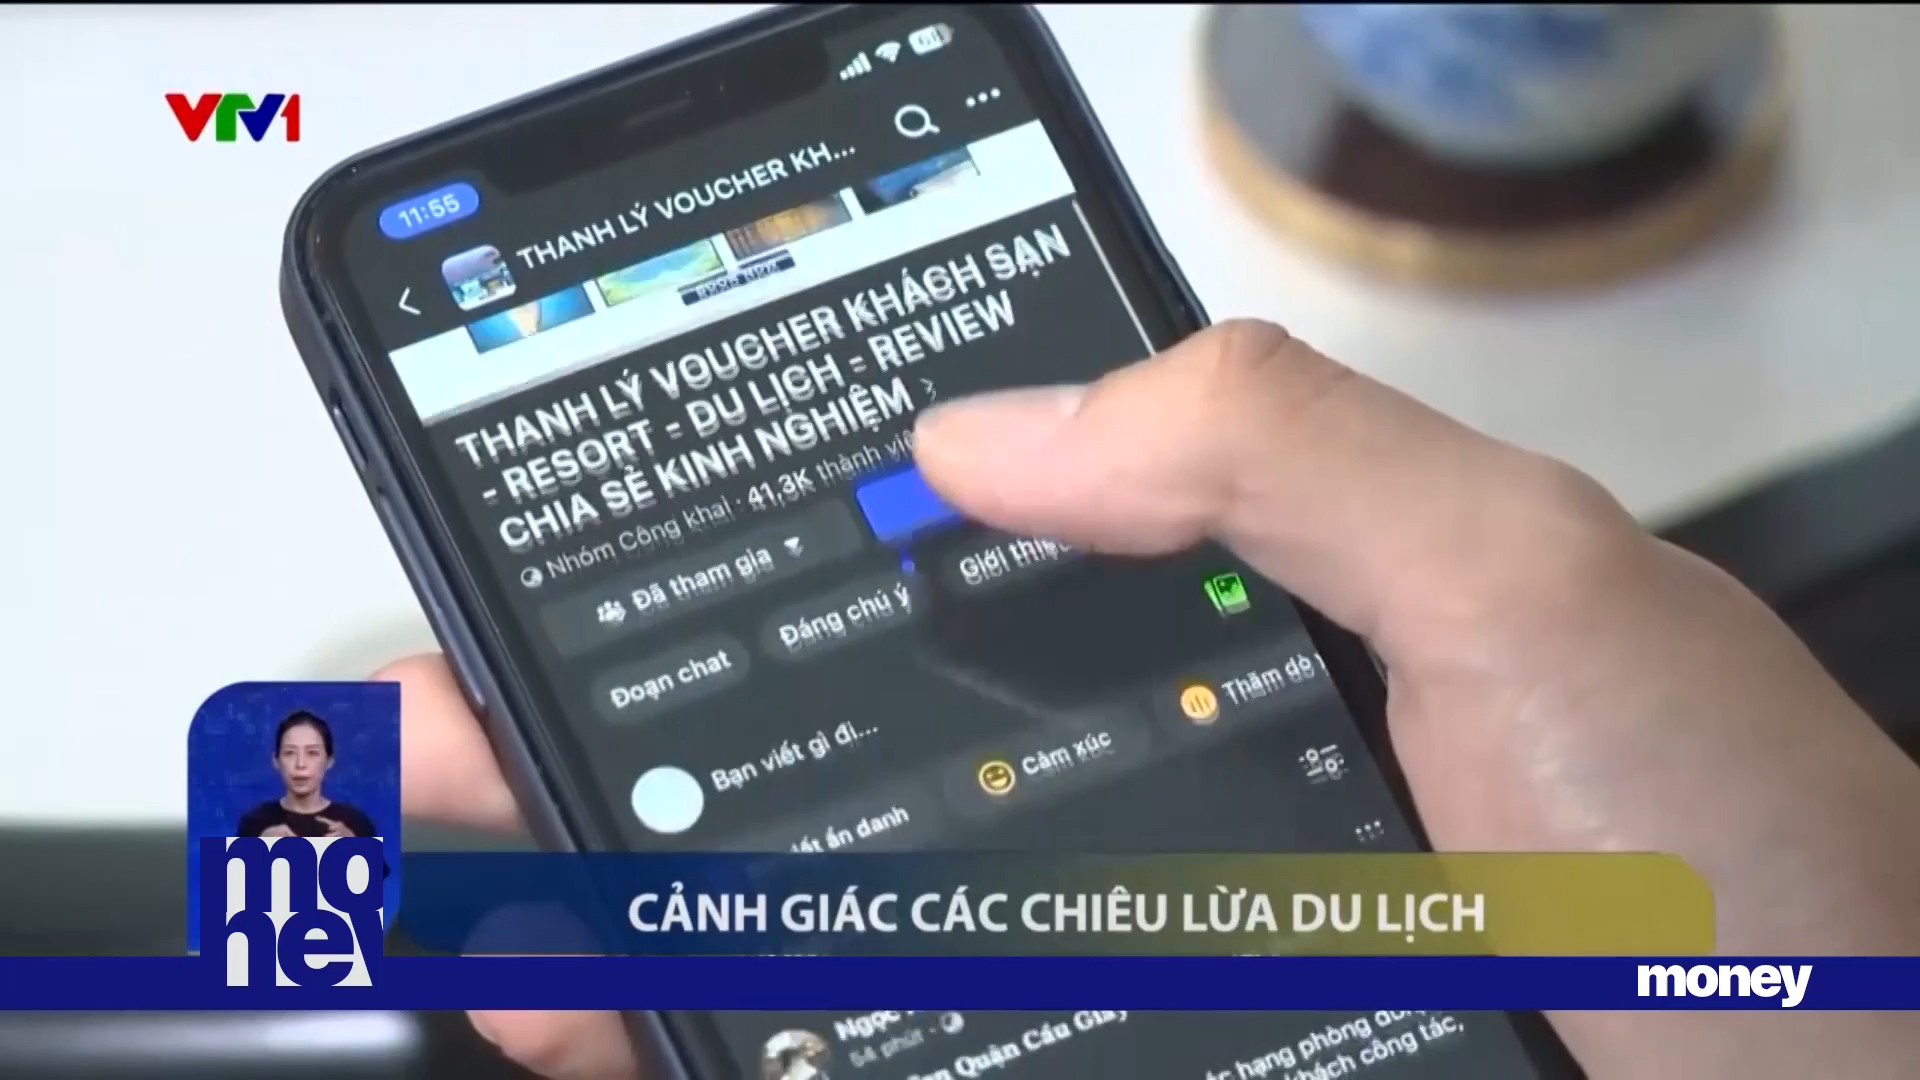 VTV1
11:55
THANH LÝ VOUCHER KH...
THANH LÝ VOUCHER KHÁCH SẠN
- RESORT - DU LỊCH - REVIEW
CHIA SẺ KINH NGHIỆM
Nhóm Công khai · 41,3K thành viê
Đã tham gia
Đoạn chat
Đáng chú ý
Giới thiệu
Bạn viết gì đi...
ẩn danh
Cảm xúc
Thăm dò
money
CẢNH GIÁC CÁC CHIÊU LỪA DU LỊCH
money
Ngọc
54 phút
Quận Cầu Giấy
hạng phòng
khách công tác,